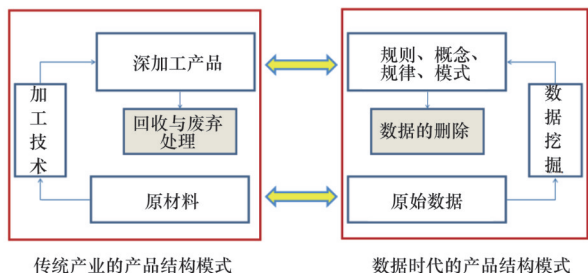 深加工产品
加工技术
回收与废弃
处理
原材料
传统产业的产品结构模式
规则、概念、
规律、模式
数据挖掘
数据的删除
原始数据
数据时代的产品结构模式